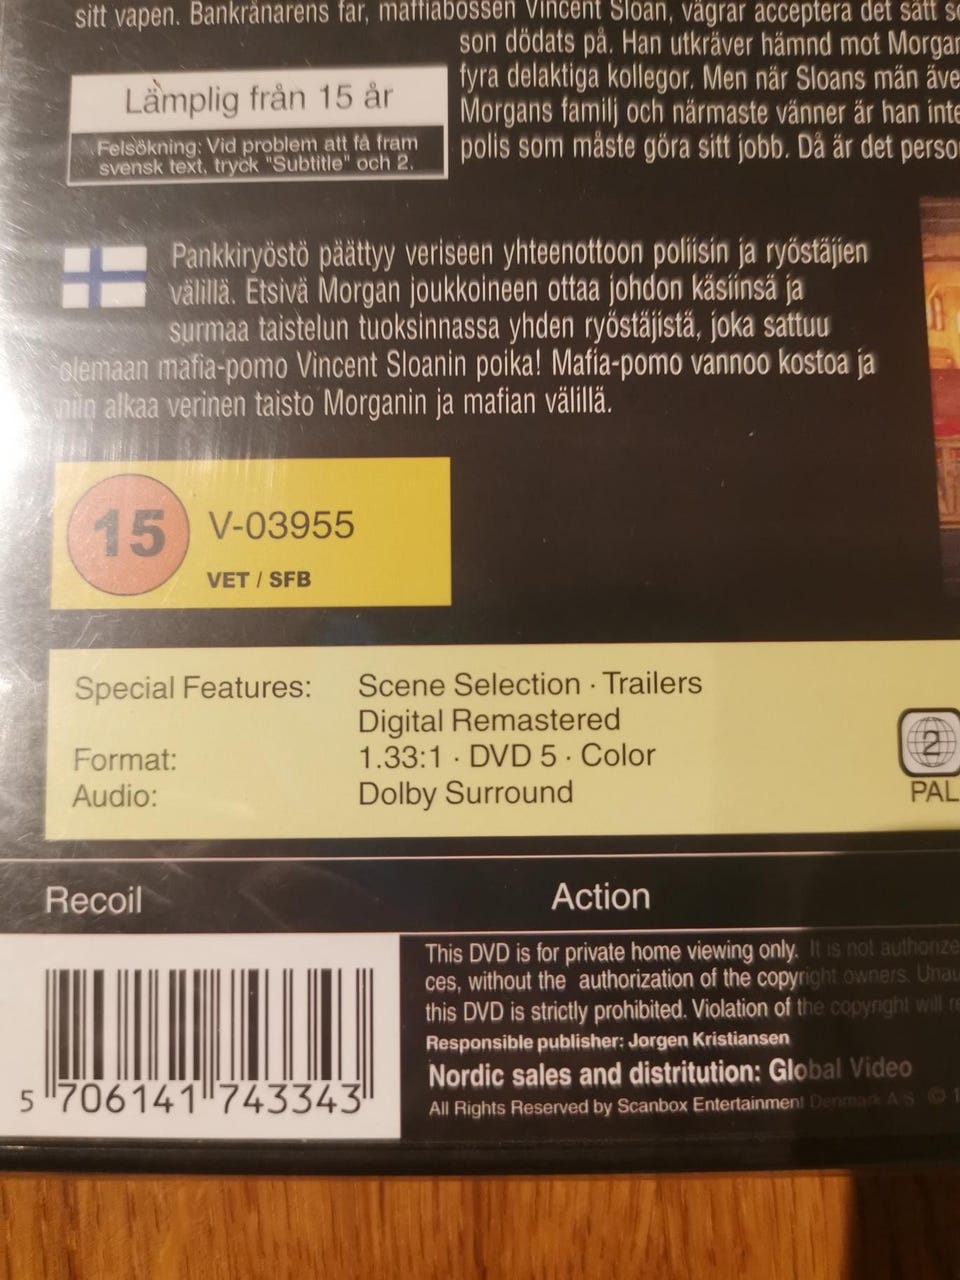 sitt vapen. Bankrånarens far, maffiabossen Vincent Sloan, vägrar acceptera det sätt
son dödats på. Han utkräver hämnd mot Morgan
fyra delaktiga kollegor. Men när Sloans män äve
Morgans familj och närmaste vänner är han inte
polis som måste göra sitt jobb. Då är det perso
Lämplig från 15 år
Felsökning: Vid problem att få fram
svensk text, tryck "Subtitle" och 2.
Pankkiryöstö päättyy veriseen yhteenottoon poliisin ja ryöstäjien
välillä. Etsivä Morgan joukkoineen ottaa johdon käsiinsä ja
surmaa taistelun tuoksinnassa yhden ryöstäjistä, joka sattuu
olemaan mafia-pomo Vincent Sloanin poika! Mafia-pomo vannoo kostoa ja
niin alkaa verinen taisto Morganin ja mafian välillä.
15 V-03955
VET / SFB
Special Features: Scene Selection · Trailers
Digital Remastered
Format: 1.33:1 · DVD 5 · Color
Audio: Dolby Surround
2
PAL
Recoil Action
This DVD is for private home viewing only. It is not authorize
ces, without the authorization of the copyright owners. Unau
this DVD is strictly prohibited. Violation of the copyright will re
Responsible publisher: Jørgen Kristiansen
Nordic sales and distritution: Global Video
All Rights Reserved by Scanbox Entertainment Denmark A/S ©
5 706141 743343